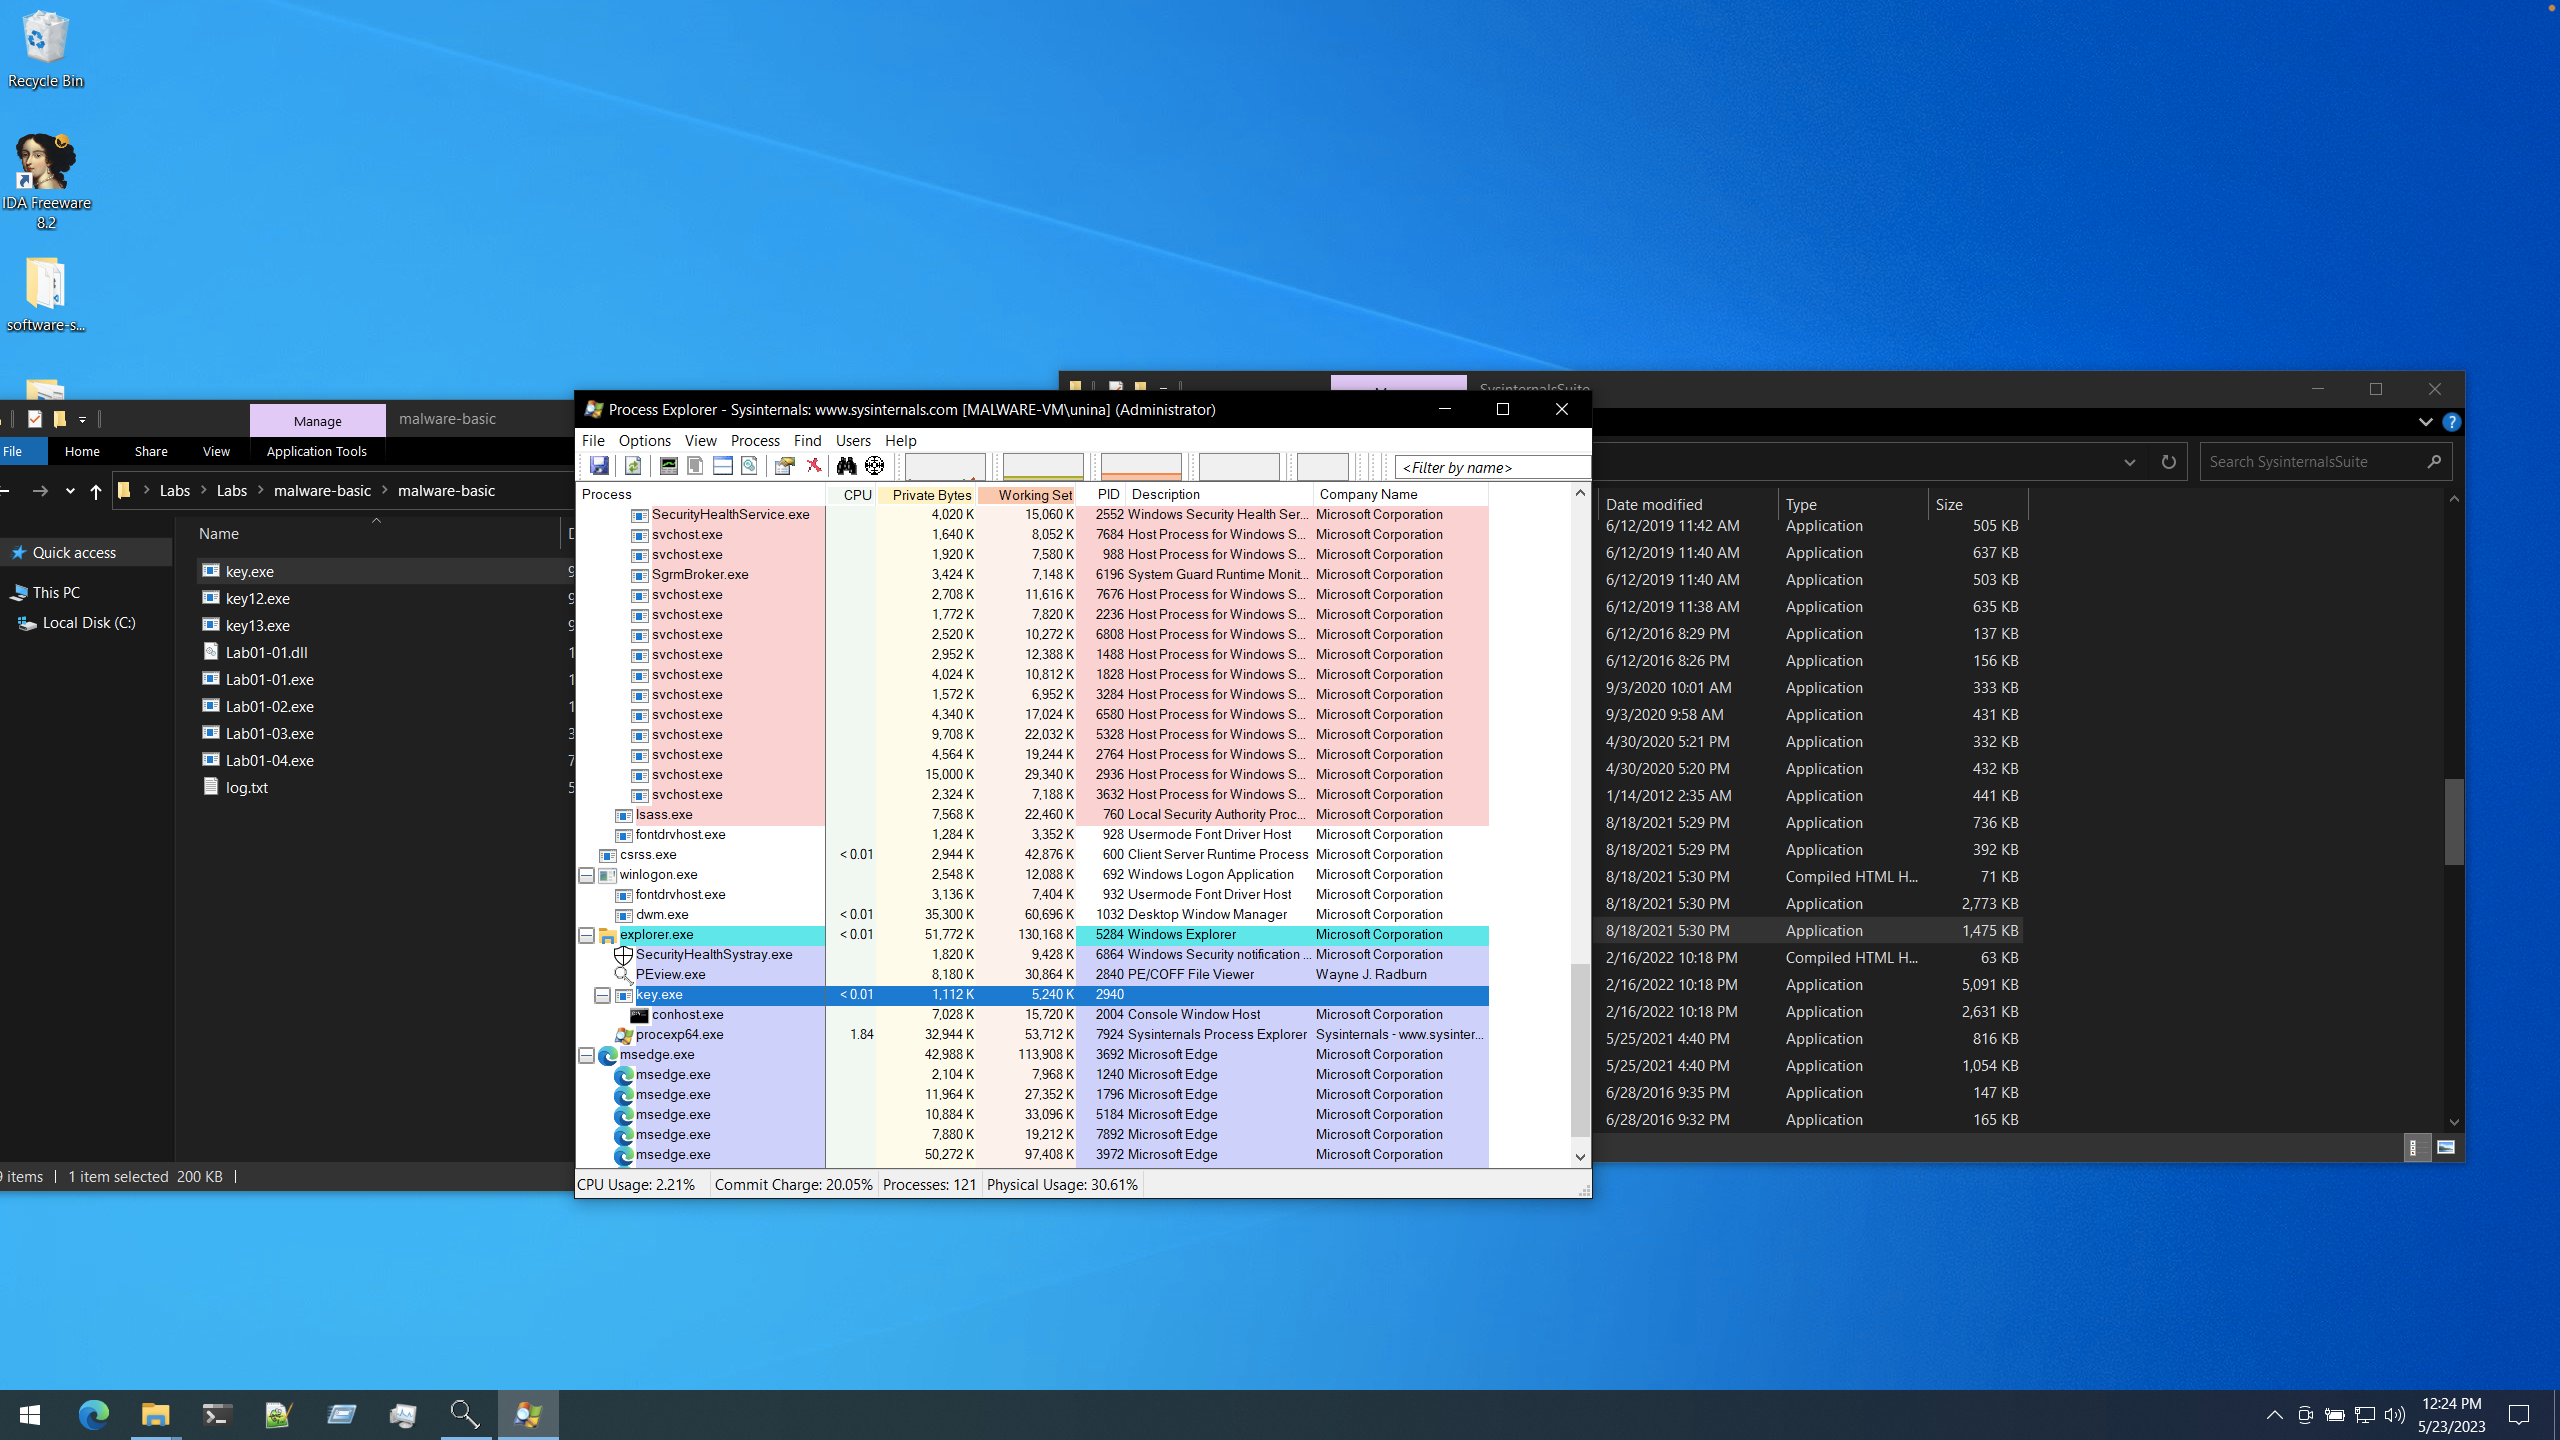 Recycle Bin
IDA Freeware
8.2
software-s...
Manage
malware-basic
File
Home
Share
View
Application Tools
Labs
Labs
malware-basic
malware-basic
Name
Quick access
This PC
Local Disk (C:)
key.exe
key12.exe
key13.exe
Lab01-01.dll
Lab01-01.exe
Lab01-02.exe
Lab01-03.exe
Lab01-04.exe
log.txt
items
1 item selected 200 KB
Process Explorer - Sysinternals: www.sysinternals.com [MALWARE-VM\unina] (Administrator)
File Options View Process Find Users Help
<Filter by name>
Process CPU Private Bytes Working Set PID Description Company Name
SecurityHealthService.exe 4,020 K 15,060 K 2552 Windows Security Health Ser... Microsoft Corporation
svchost.exe 1,640 K 8,052 K 7684 Host Process for Windows S... Microsoft Corporation
svchost.exe 1,920 K 7,580 K 988 Host Process for Windows S... Microsoft Corporation
SgrmBroker.exe 3,424 K 7,148 K 6196 System Guard Runtime Monit... Microsoft Corporation
svchost.exe 2,708 K 11,616 K 7676 Host Process for Windows S... Microsoft Corporation
svchost.exe 1,772 K 7,820 K 2236 Host Process for Windows S... Microsoft Corporation
svchost.exe 2,520 K 10,272 K 6808 Host Process for Windows S... Microsoft Corporation
svchost.exe 2,952 K 12,388 K 1488 Host Process for Windows S... Microsoft Corporation
svchost.exe 4,024 K 10,812 K 1828 Host Process for Windows S... Microsoft Corporation
svchost.exe 1,572 K 6,952 K 3284 Host Process for Windows S... Microsoft Corporation
svchost.exe 4,340 K 17,024 K 6580 Host Process for Windows S... Microsoft Corporation
svchost.exe 9,708 K 22,032 K 5328 Host Process for Windows S... Microsoft Corporation
svchost.exe 4,564 K 19,244 K 2764 Host Process for Windows S... Microsoft Corporation
svchost.exe 15,000 K 29,340 K 2936 Host Process for Windows S... Microsoft Corporation
svchost.exe 2,324 K 7,188 K 3632 Host Process for Windows S... Microsoft Corporation
lsass.exe 7,568 K 22,460 K 760 Local Security Authority Proc... Microsoft Corporation
fontdrvhost.exe 1,284 K 3,352 K 928 Usermode Font Driver Host Microsoft Corporation
csrss.exe < 0.01 2,944 K 42,876 K 600 Client Server Runtime Process Microsoft Corporation
winlogon.exe 2,548 K 12,088 K 692 Windows Logon Application Microsoft Corporation
fontdrvhost.exe 3,136 K 7,404 K 932 Usermode Font Driver Host Microsoft Corporation
dwm.exe < 0.01 35,300 K 60,696 K 1032 Desktop Window Manager Microsoft Corporation
explorer.exe < 0.01 51,772 K 130,168 K 5284 Windows Explorer Microsoft Corporation
SecurityHealthSystray.exe 1,820 K 9,428 K 6864 Windows Security notification ... Microsoft Corporation
PEview.exe 8,180 K 30,864 K 2840 PE/COFF File Viewer Wayne J. Radburn
key.exe < 0.01 1,112 K 5,240 K 2940
conhost.exe 7,028 K 15,720 K 2004 Console Window Host Microsoft Corporation
procexp64.exe 1.84 32,944 K 53,712 K 7924 Sysinternals Process Explorer Sysinternals - www.sysinter...
msedge.exe 42,988 K 113,908 K 3692 Microsoft Edge Microsoft Corporation
msedge.exe 2,104 K 7,968 K 1240 Microsoft Edge Microsoft Corporation
msedge.exe 11,964 K 27,352 K 1796 Microsoft Edge Microsoft Corporation
msedge.exe 10,884 K 33,096 K 5184 Microsoft Edge Microsoft Corporation
msedge.exe 7,880 K 19,212 K 7892 Microsoft Edge Microsoft Corporation
msedge.exe 50,272 K 97,408 K 3972 Microsoft Edge Microsoft Corporation
CPU Usage: 2.21% Commit Charge: 20.05% Processes: 121 Physical Usage: 30.61%
SysinternalsSuite
Search SysinternalsSuite
Date modified Type Size
6/12/2019 11:42 AM Application 505 KB
6/12/2019 11:40 AM Application 637 KB
6/12/2019 11:40 AM Application 503 KB
6/12/2019 11:38 AM Application 635 KB
6/12/2016 8:29 PM Application 137 KB
6/12/2016 8:26 PM Application 156 KB
9/3/2020 10:01 AM Application 333 KB
9/3/2020 9:58 AM Application 431 KB
4/30/2020 5:21 PM Application 332 KB
4/30/2020 5:20 PM Application 432 KB
1/14/2012 2:35 AM Application 441 KB
8/18/2021 5:29 PM Application 736 KB
8/18/2021 5:29 PM Application 392 KB
8/18/2021 5:30 PM Compiled HTML H... 71 KB
8/18/2021 5:30 PM Application 2,773 KB
8/18/2021 5:30 PM Application 1,475 KB
2/16/2022 10:18 PM Compiled HTML H... 63 KB
2/16/2022 10:18 PM Application 5,091 KB
2/16/2022 10:18 PM Application 2,631 KB
5/25/2021 4:40 PM Application 816 KB
5/25/2021 4:40 PM Application 1,054 KB
6/28/2016 9:35 PM Application 147 KB
6/28/2016 9:32 PM Application 165 KB
12:24 PM
5/23/2023